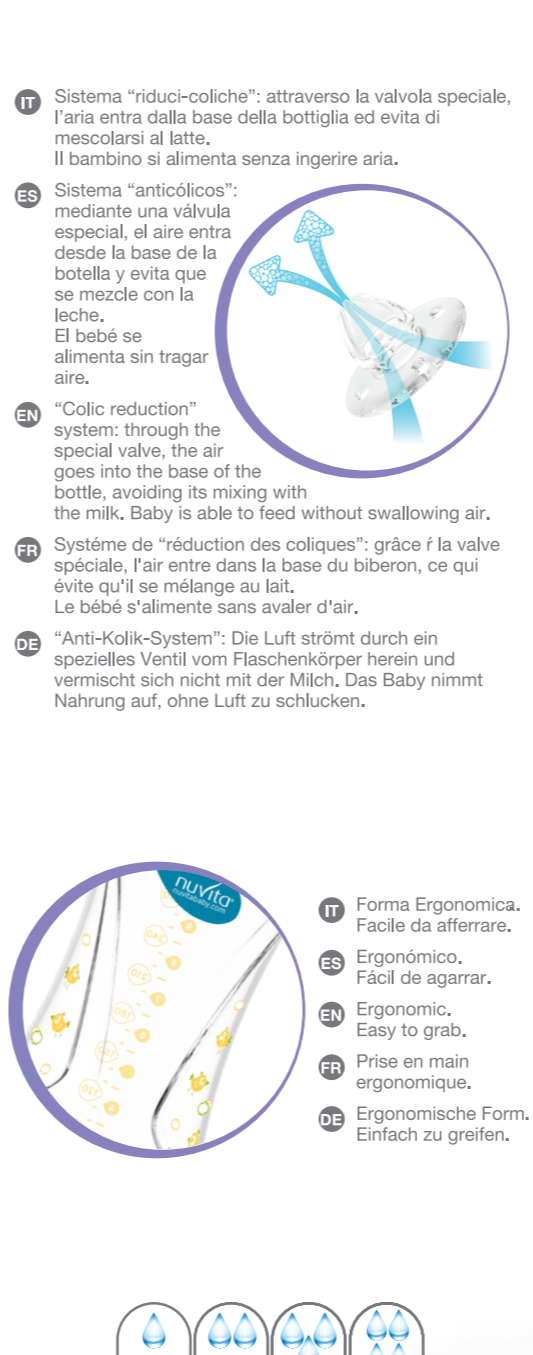 IT
Sistema “riduci-coliche”: attraverso la valvola speciale,
l’aria entra dalla base della bottiglia ed evita di
mescolarsi al latte.
Il bambino si alimenta senza ingerire aria.
ES
Sistema “anticólicos”:
mediante una válvula
especial, el aire entra
desde la base de la
botella y evita que
se mezcle con la
leche.
El bebé se
alimenta sin tragar
aire.
EN
“Colic reduction”
system: through the
special valve, the air
goes into the base of the
bottle, avoiding its mixing with
the milk. Baby is able to feed without swallowing air.
FR
Systéme de “réduction des coliques”: grâce ŕ la valve
spéciale, l'air entre dans la base du biberon, ce qui
évite qu'il se mélange au lait.
Le bébé s'alimente sans avaler d'air.
DE
“Anti-Kolik-System”: Die Luft strömt durch ein
spezielles Ventil vom Flaschenkörper herein und
vermischt sich nicht mit der Milch. Das Baby nimmt
Nahrung auf, ohne Luft zu schlucken.
nuvita
nuvitababy.com
240
210
180
150
120
IT
Forma Ergonomica.
Facile da afferrare.
ES
Ergonómico.
Fácil de agarrar.
EN
Ergonomic.
Easy to grab.
FR
Prise en main
ergonomique.
DE
Ergonomische Form.
Einfach zu greifen.